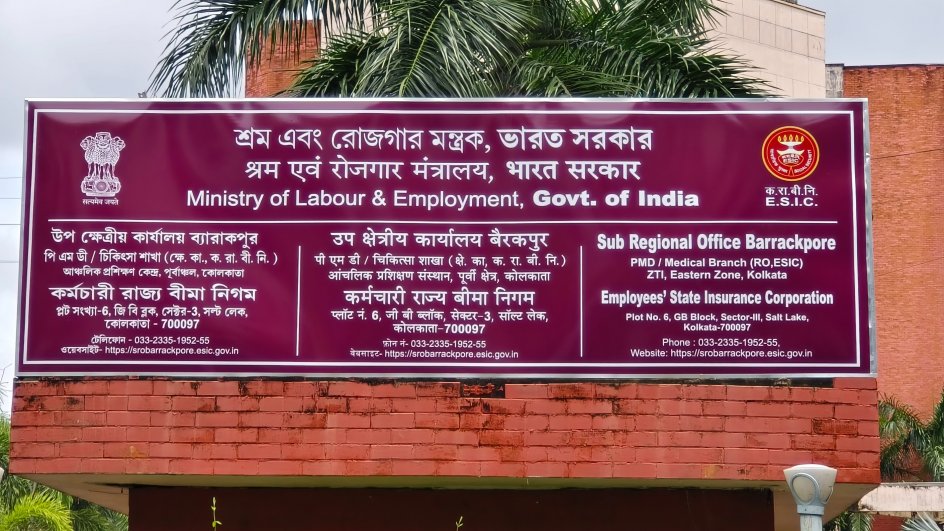 শ্রম এবং রোজগার মন্ত্রক, ভারত সরকার
श्रम एवं रोजगार मंत्रालय, भारत सरकार
Ministry of Labour & Employment, Govt. of India
सत्यमेव जयते
क.रा.बी.नि.
E.S.I.C.
উপ ক্ষেত্রীয় কার্যালয় ব্যারাকপুর
পি এম ডি / চিকিৎসা শাখা (ক্ষে. কা., ক. রা. বী. নি.)
আঞ্চলিক প্রশিক্ষণ কেন্দ্র, পূর্বাঞ্চল, কোলকাতা
কর্মচারী রাজ্য বীমা নিগম
প্লট সংখ্যা-6, জি বি ব্লক, সেক্টর-3, সল্ট লেক,
কোলকাতা - 700097
টেলিফোন - 033-2335-1952-55
ওয়েবসাইট- https://srobarrackpore.esic.gov.in
उप क्षेत्रीय कार्यालय बैरकपुर
पी एम डी / चिकित्सा शाखा (क्षे. का, क. रा. बी. नि.)
आंचलिक प्रशिक्षण संस्थान, पूर्वी क्षेत्र, कोलकाता
कर्मचारी राज्य बीमा निगम
प्लॉट नं. 6, जी बी ब्लॉक, सेक्टर-3, सॉल्ट लेक,
कोलकाता-700097
फ़ोन नं- 033-2335-1952-55
वेबसाइट- https://srobarrackpore.esic.gov.in
Sub Regional Office Barrackpore
PMD / Medical Branch (RO,ESIC)
ZTI, Eastern Zone, Kolkata
Employees' State Insurance Corporation
Plot No. 6, GB Block, Sector-III, Salt Lake,
Kolkata-700097
Phone : 033-2335-1952-55,
Website: https://srobarrackpore.esic.gov.in